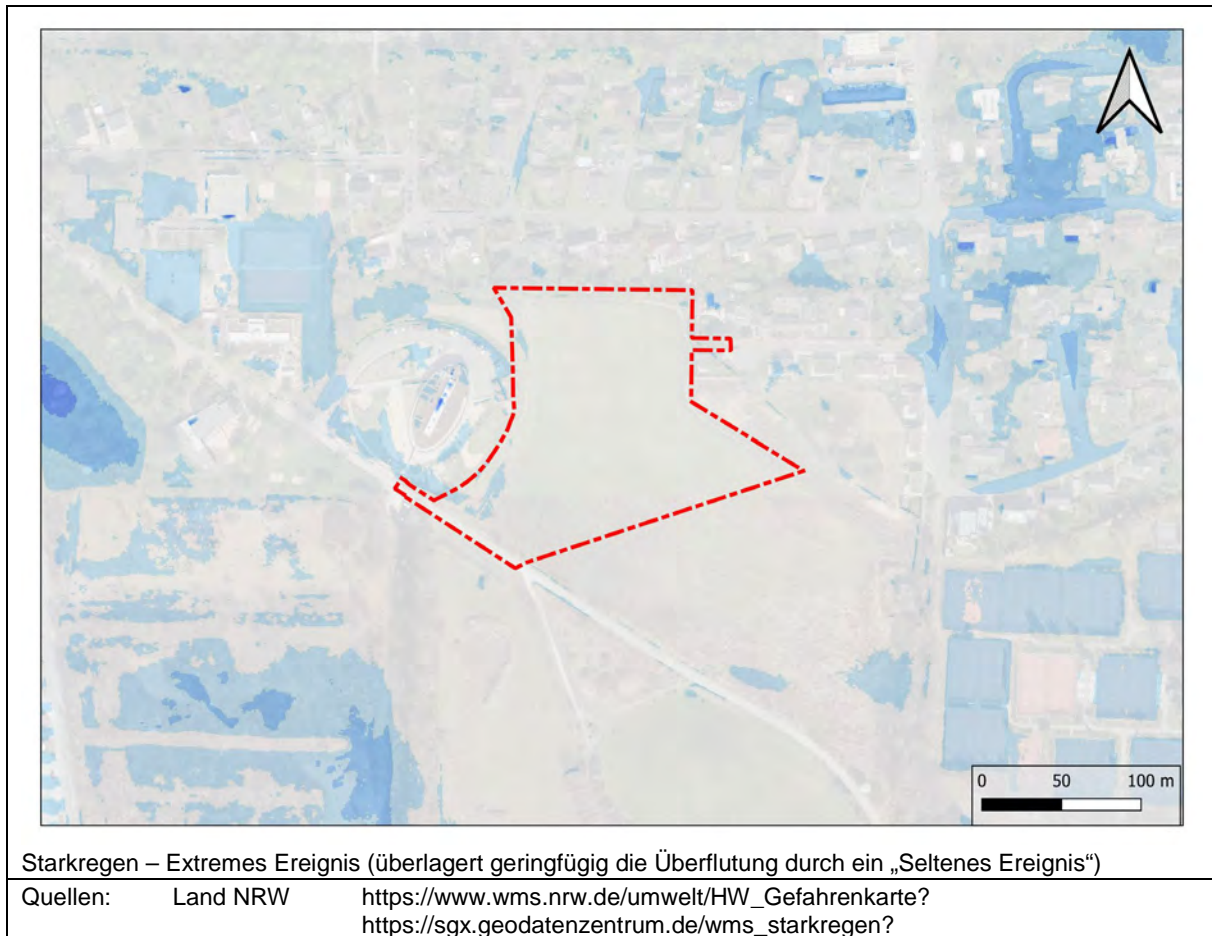 0 50 100 m
Starkregen – Extremes Ereignis (überlagert geringfügig die Überflutung durch ein „Seltenes Ereignis“)
Quellen: Land NRW https://www.wms.nrw.de/umwelt/HW_Gefahrenkarte?
https://sgx.geodatenzentrum.de/wms_starkregen?